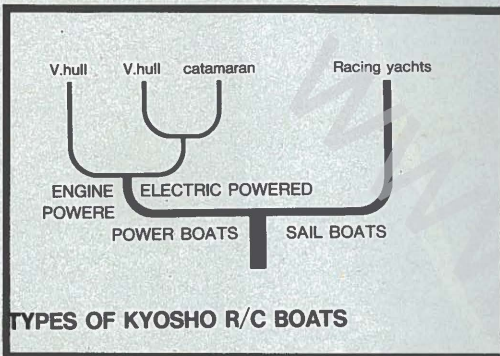 V.hull V.hull catamaran Racing yachts
ENGINE ELECTRIC POWERED
POWERE
POWER BOATS SAIL BOATS
TYPES OF KYOSHO R/C BOATS